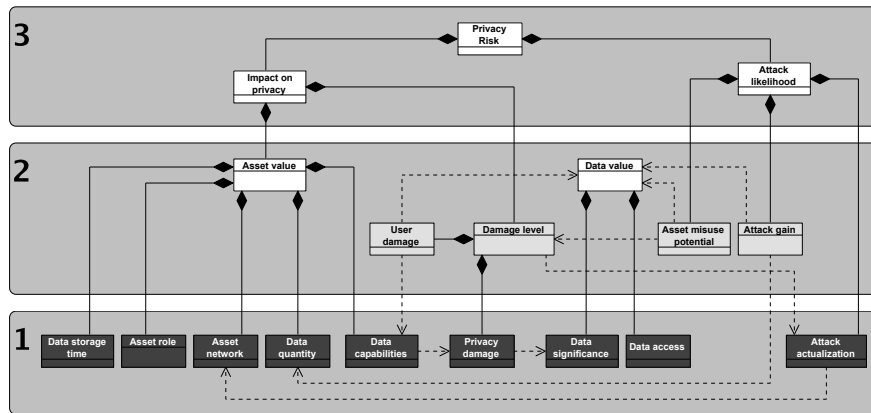 3
Privacy
Risk
Impact on
privacy
Attack
likelihood
2
Asset value
Data value
User
damage
Damage level
Asset misuse
potential
Attack gain
1
Data storage
time
Asset role
Asset
network
Data
quantity
Data
capabilities
Privacy
damage
Data
significance
Data access
Attack
actualization